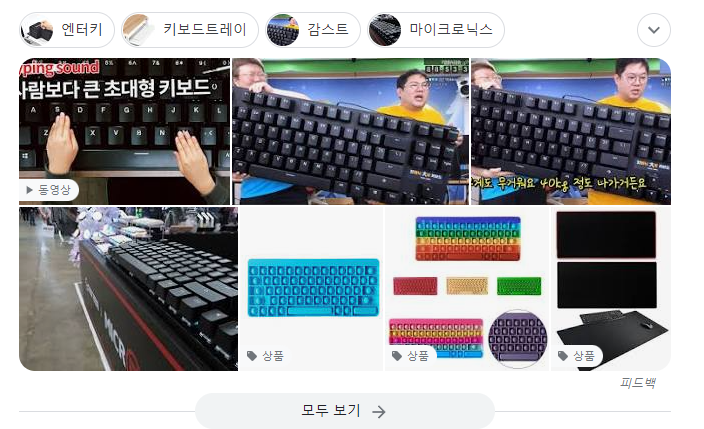 엔터키
키보드트레이
감스트
마이크로닉스
yping sound
사람보다 큰 초대형 키보드
A S D F G H J K L
동영상
게도 무거워요 40kg 정도 나가거든요
MICR
상품
상품
상품
피드백
모두 보기